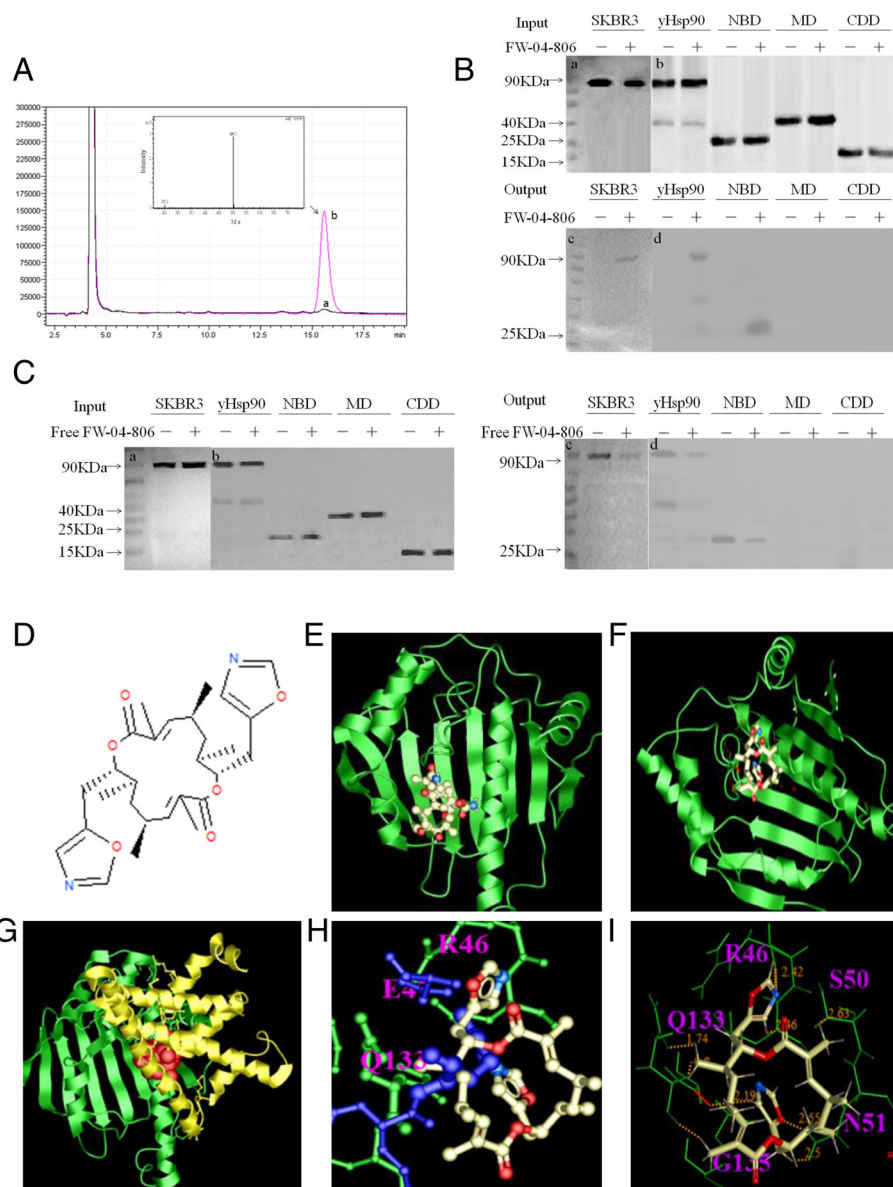 A
300000
275000
250000
225000
200000
175000
150000
125000
100000
75000
50000
25000
0
2.5 5.0 7.5 10.0 12.5 15.0 17.5 min
Intensity
b
a
B
Input SKBR3 yHsp90 NBD MD CDD
FW-04-806 — + — + — + — + — +
a b
90KDa→
40KDa→
25KDa→
15KDa→
Output SKBR3 yHsp90 NBD MD CDD
FW-04-806 — + — + — + — + — +
c d
90KDa→
25KDa→
C
Input SKBR3 yHsp90 NBD MD CDD
Free FW-04-806 — + — + — + — + — +
a b
90KDa→
40KDa→
25KDa→
15KDa→
Output SKBR3 yHsp90 NBD MD CDD
Free FW-04-806 — + — + — + — + — +
c d
90KDa→
25KDa→
D
N
O
O
O
O
O
O
N
E
F
G
H
R46
Q133
I
R46
2.42
S50
2.63
Q133
1.74
2.19
2.55
N51
2.5
G135